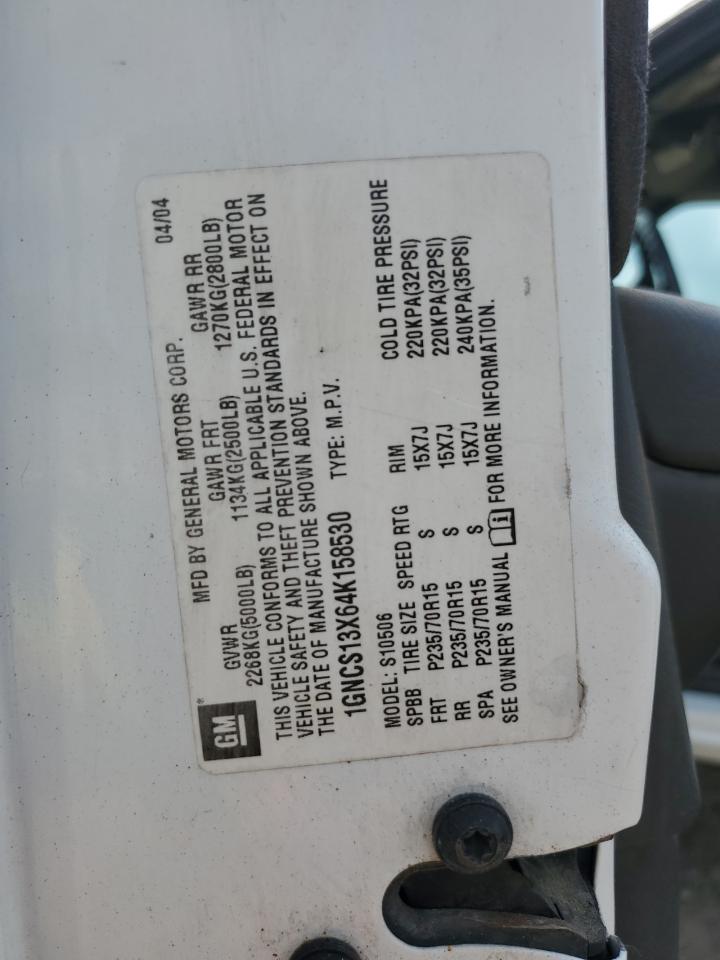 GM
MFD BY GENERAL MOTORS CORP. 04/04
GVWR GAWR FRT GAWR RR
2268KG(5000LB) 1134KG(2500LB) 1270KG(2800LB)
THIS VEHICLE CONFORMS TO ALL APPLICABLE U.S. FEDERAL MOTOR
VEHICLE SAFETY AND THEFT PREVENTION STANDARDS IN EFFECT ON
THE DATE OF MANUFACTURE SHOWN ABOVE.
1GNCS13X64K158530 TYPE: M.P.V.
MODEL: S10506
SPBB TIRE SIZE SPEED RTG RIM COLD TIRE PRESSURE
FRT P235/70R15 S 15X7J 220KPA(32PSI)
RR P235/70R15 S 15X7J 220KPA(32PSI)
SPA P235/70R15 S 15X7J 240KPA(35PSI)
SEE OWNER'S MANUAL FOR MORE INFORMATION.